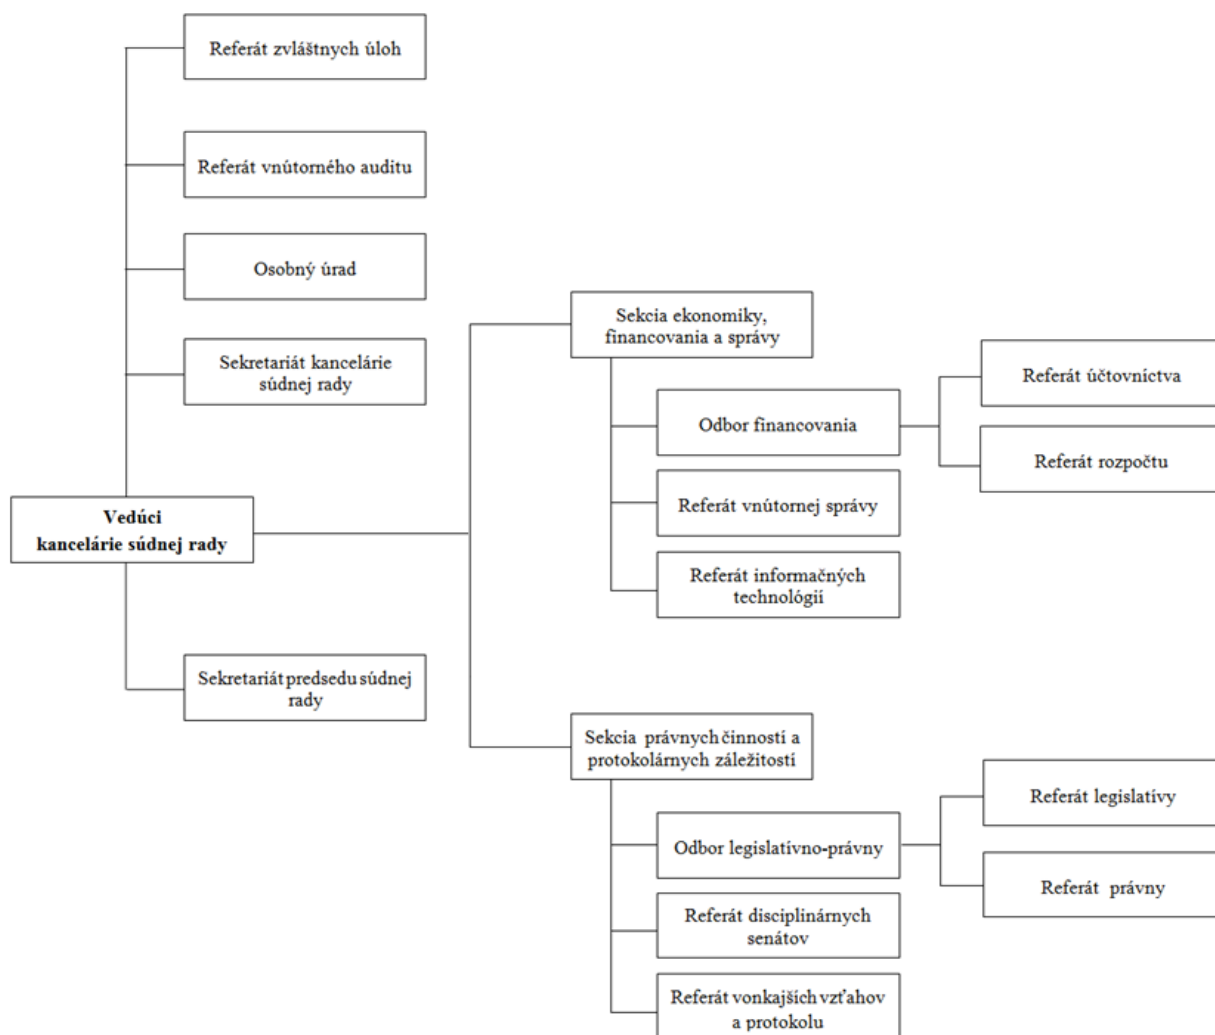 Referát zvláštnych úloh
Referát vnútorného auditu
Osobný úrad
Sekretariát kancelárie
súdnej rady
Vedúci
kancelárie súdnej rady
Sekretariát predsedu súdnej
rady
Sekcia ekonomiky,
financovania a správy
Odbor financovania
Referát účtovníctva
Referát rozpočtu
Referát vnútornej správy
Referát informačných
technológií
Sekcia právnych činností a
protokolárnych záležitostí
Odbor legislatívno-právny
Referát legislatívy
Referát právny
Referát disciplinárnych
senátov
Referát vonkajších vzťahov
a protokolu